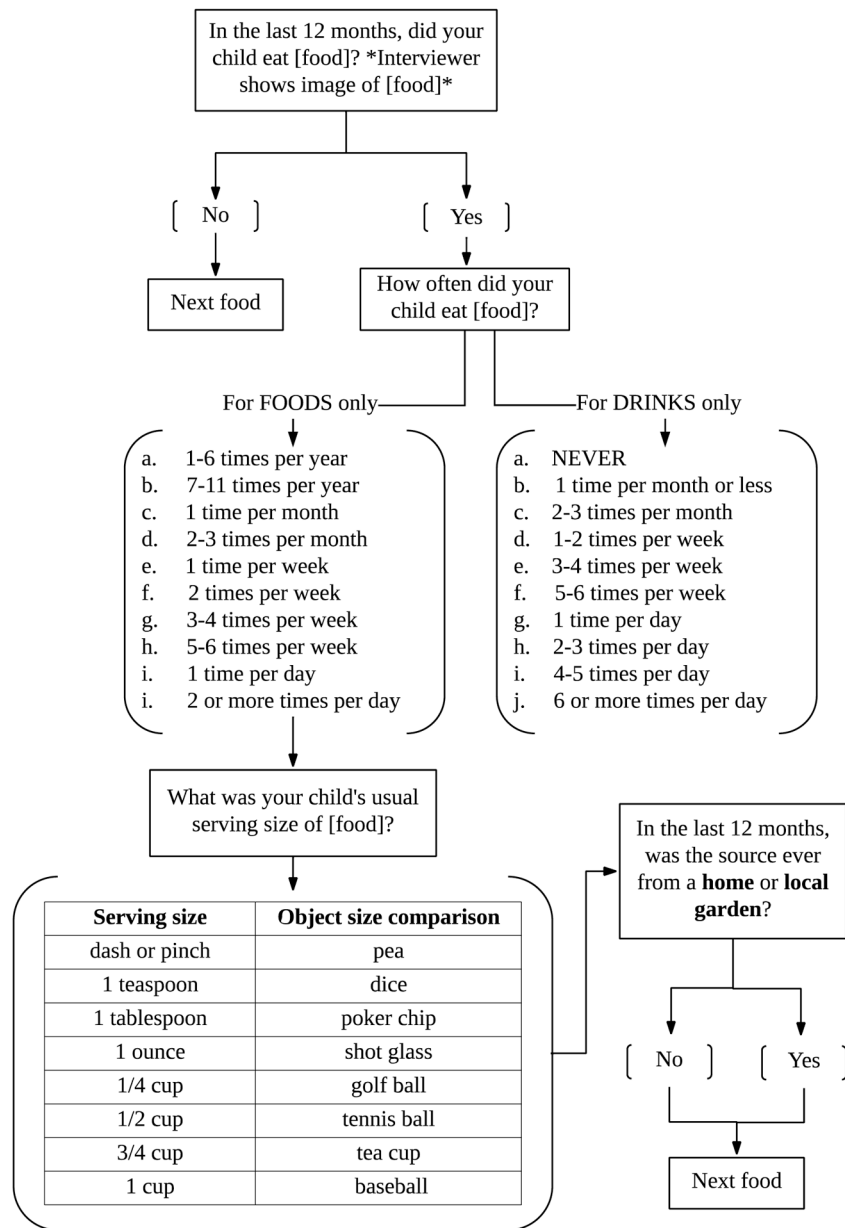 In the last 12 months, did your
child eat [food]? *Interviewer
shows image of [food]*
No
Yes
Next food
How often did your
child eat [food]?
For FOODS only
a. 1-6 times per year
b. 7-11 times per year
c. 1 time per month
d. 2-3 times per month
e. 1 time per week
f. 2 times per week
g. 3-4 times per week
h. 5-6 times per week
i. 1 time per day
i. 2 or more times per day
For DRINKS only
a. NEVER
b. 1 time per month or less
c. 2-3 times per month
d. 1-2 times per week
e. 3-4 times per week
f. 5-6 times per week
g. 1 time per day
h. 2-3 times per day
i. 4-5 times per day
j. 6 or more times per day
What was your child's usual
serving size of [food]?
Serving size Object size comparison
dash or pinch pea
1 teaspoon dice
1 tablespoon poker chip
1 ounce shot glass
1/4 cup golf ball
1/2 cup tennis ball
3/4 cup tea cup
1 cup baseball
In the last 12 months,
was the source ever
from a home or local
garden?
No
Yes
Next food